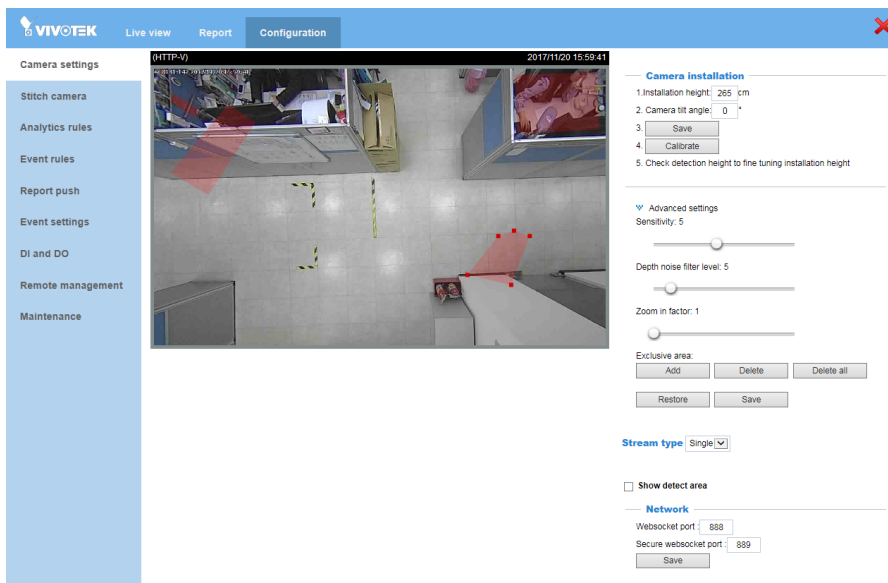 VIVOTEK
Live view
Report
Configuration
Camera settings
Stitch camera
Analytics rules
Event rules
Report push
Event settings
DI and DO
Remote management
Maintenance
(HTTP-V)
2017/11/20 15:59:41
Camera installation
1.Installation height: 265 cm
2. Camera tilt angle: 0 °
3. Save
4. Calibrate
5. Check detection height to fine tuning installation height
Advanced settings
Sensitivity: 5
Depth noise filter level: 5
Zoom in factor: 1
Exclusive area:
Add Delete Delete all
Restore Save
Stream type Single
Show detect area
Network
Websocket port : 888
Secure websocket port : 889
Save